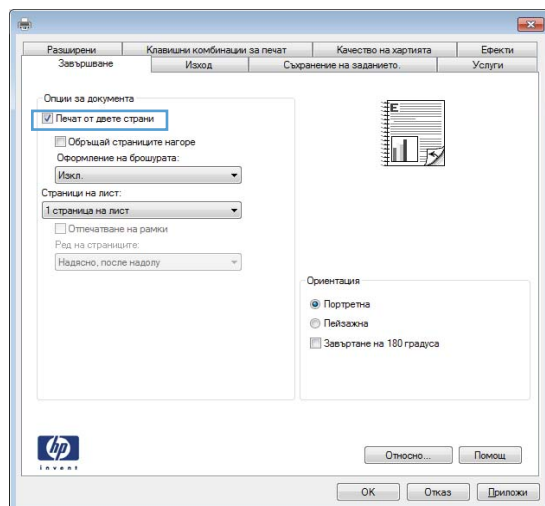 Разширени Клавишни комбинации за печат Качество на хартията Ефекти
Завършване Изход Съхранение на заданието. Услуги
Опции за документа
Печат от двете страни
Обръщай страниците нагоре
Оформление на брошурата:
Изкл.
Страници на лист:
1 страница на лист
Отпечатване на рамки
Ред на страниците:
Надясно, после надолу
E
Ориентация
Портретна
Пейзажна
Завъртане на 180 градуса
hp
invent
Относно... Помощ
OK Отказ Приложи